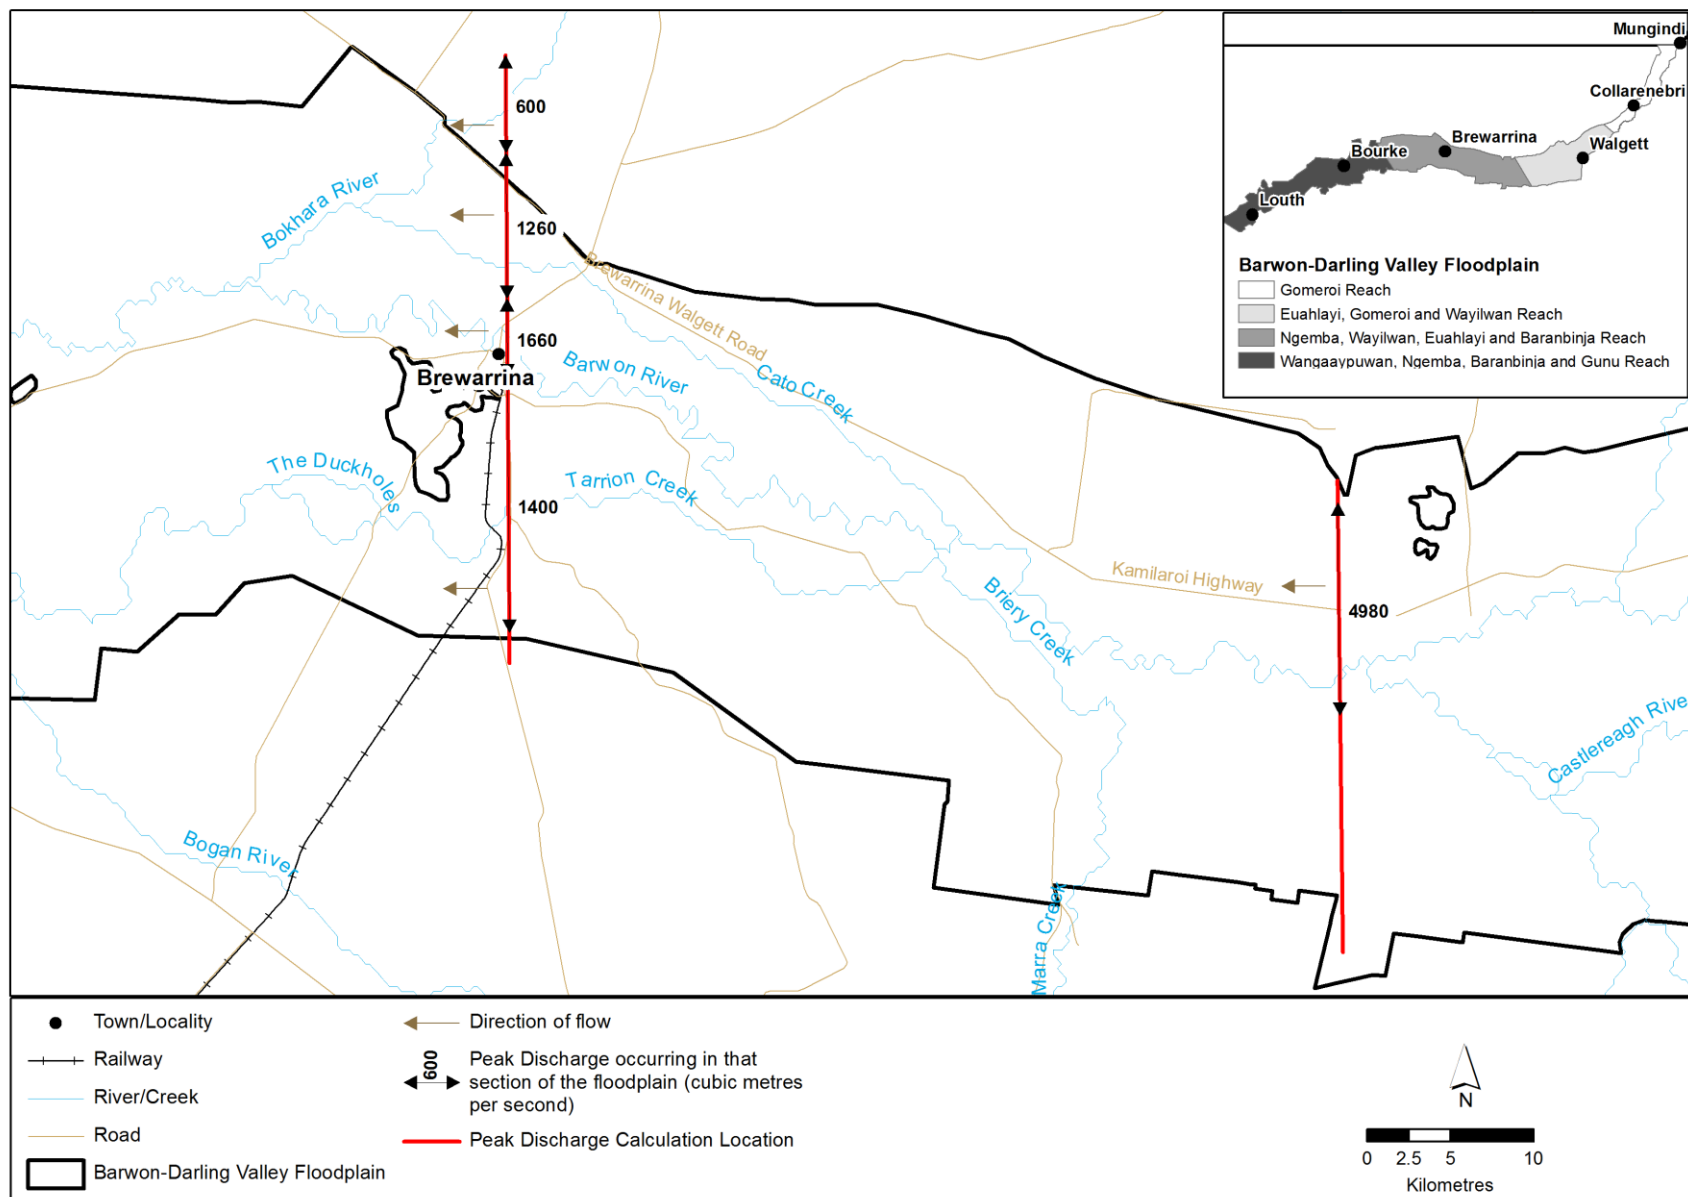 Mungindi
Collarenebri
Brewarrina
Walgett
Bourke
Louth
Barwon-Darling Valley Floodplain
Gomeroi Reach
Euahlayi, Gomeroi and Wayilwan Reach
Ngemba, Wayilwan, Euahlayi and Baranbinja Reach
Wangaaypuwan, Ngemba, Baranbinja and Gunu Reach
600
1260
1660
1400
4980
Bokhara River
Brewarrina Walgett Road
Barwon River
Cato Creek
Brewarrina
The Duckholes
Tarrion Creek
Kamilaroi Highway
Briery Creek
Castlereagh River
Bogan River
Marra Creek
Town/Locality
Railway
River/Creek
Road
Barwon-Darling Valley Floodplain
Direction of flow
600
Peak Discharge occurring in that
section of the floodplain (cubic metres
per second)
Peak Discharge Calculation Location
N
0 2.5 5 10
Kilometres